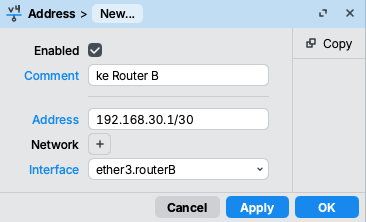 v4 Address > New...
Copy
Enabled
Comment ke Router B
Address 192.168.30.1/30
Network +
Interface ether3.routerB
Cancel Apply OK